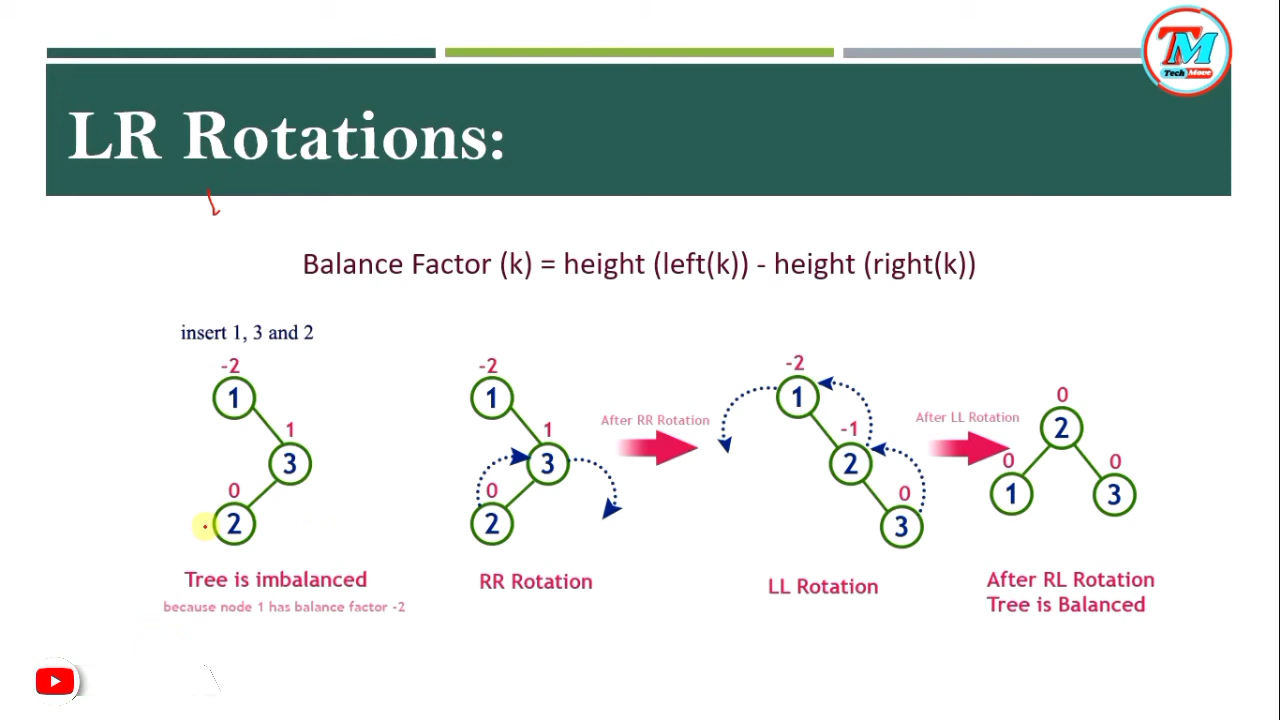 TM
Tech Move
LR Rotations:
Balance Factor (k) = height (left(k)) - height (right(k))
insert 1, 3 and 2
-2
1
1
3
0
2
Tree is imbalanced
because node 1 has balance factor -2
-2
1
1
3
0
2
RR Rotation
After RR Rotation
-2
1
-1
2
0
3
LL Rotation
After LL Rotation
0
2
0
1
0
3
After RL Rotation
Tree is Balanced